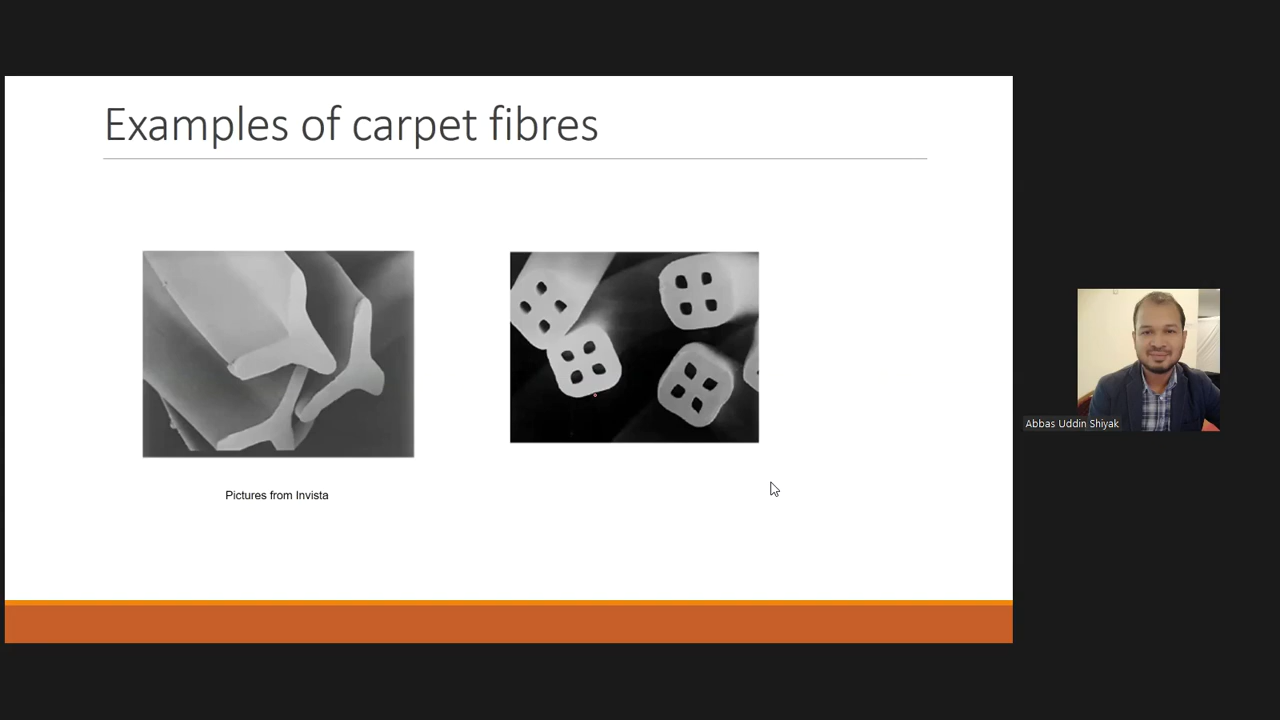 Examples of carpet fibres
Pictures from Invista
Abbas Uddin Shiyak